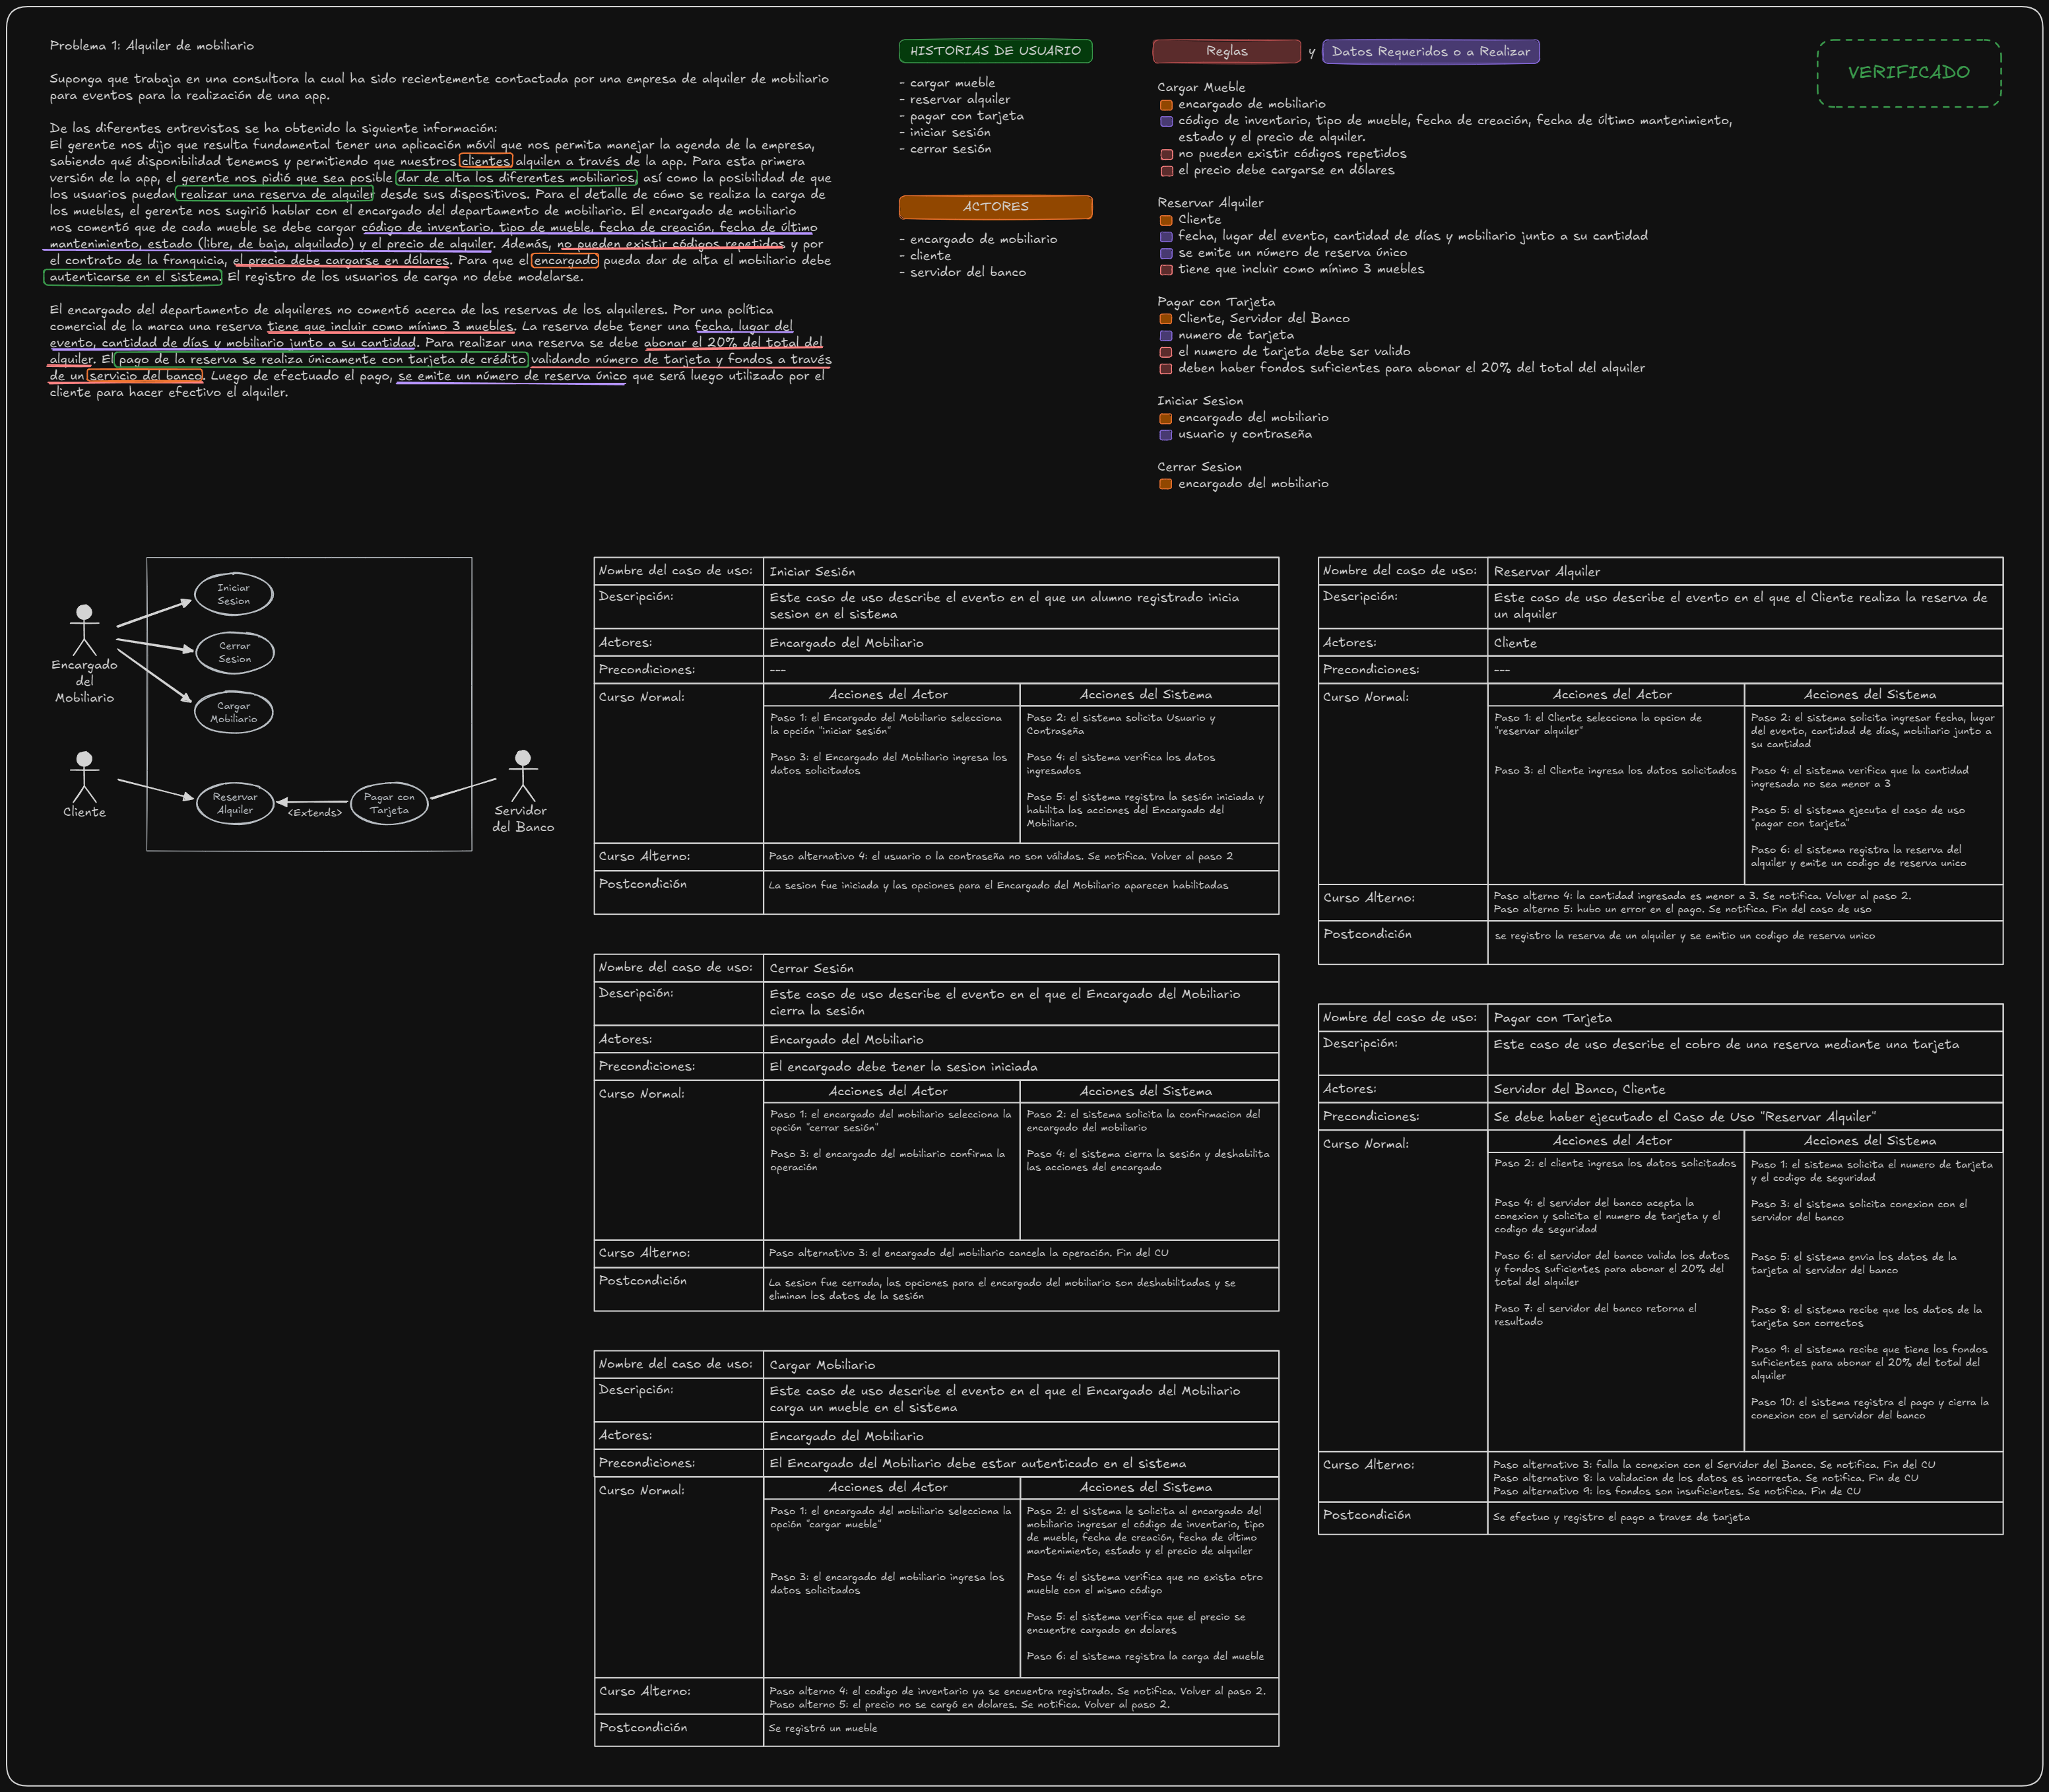 Problema 1: Alquiler de mobiliario
Suponga que trabaja en una consultora la cual ha sido recientemente contactada por una empresa de alquiler de mobiliario
para eventos para la realización de una app.
De las diferentes entrevistas se ha obtenido la siguiente información:
El gerente nos dijo que resulta fundamental tener una aplicación móvil que nos permita manejar la agenda de la empresa,
sabiendo qué disponibilidad tenemos y permitiendo que nuestros clientes alquilen a través de la app. Para esta primera
versión de la app, el gerente nos pidió que sea posible dar de alta los diferentes mobiliarios, así como la posibilidad de que
los usuarios puedan realizar una reserva de alquiler desde sus dispositivos. Para el detalle de cómo se realiza la carga de
los muebles, el gerente nos sugirió hablar con el encargado del departamento de mobiliario. El encargado de mobiliario
nos comentó que de cada mueble se debe cargar código de inventario, tipo de mueble, fecha de creación, fecha de último
mantenimiento, estado (libre, de baja, alquilado) y el precio de alquiler. Además, no pueden existir códigos repetidos y por
el contrato de la franquicia, el precio debe cargarse en dólares. Para que el encargado pueda dar de alta el mobiliario debe
autenticarse en el sistema. El registro de los usuarios de carga no debe modelarse.
El encargado del departamento de alquileres no comentó acerca de las reservas de los alquileres. Por una política
comercial de la marca una reserva tiene que incluir como mínimo 3 muebles. La reserva debe tener una fecha, lugar del
evento, cantidad de días y mobiliario junto a su cantidad. Para realizar una reserva se debe abonar el 20% del total del
alquiler. El pago de la reserva se realiza únicamente con tarjeta de crédito validando número de tarjeta y fondos a través
de un servicio del banco. Luego de efectuado el pago, se emite un número de reserva único que será luego utilizado por el
cliente para hacer efectivo el alquiler.
HISTORIAS DE USUARIO
- cargar mueble
- reservar alquiler
- pagar con tarjeta
- iniciar sesión
- cerrar sesión
ACTORES
- encargado de mobiliario
- cliente
- servidor del banco
Reglas y Datos Requeridos o a Realizar
Cargar Mueble
encargado de mobiliario
código de inventario, tipo de mueble, fecha de creación, fecha de último mantenimiento,
estado y el precio de alquiler.
no pueden existir códigos repetidos
el precio debe cargarse en dólares
Reservar Alquiler
Cliente
fecha, lugar del evento, cantidad de días y mobiliario junto a su cantidad
se emite un número de reserva único
tiene que incluir como mínimo 3 muebles
Pagar con Tarjeta
Cliente, Servidor del Banco
numero de tarjeta
el numero de tarjeta debe ser valido
deben haber fondos suficientes para abonar el 20% del total del alquiler
Iniciar Sesion
encargado del mobiliario
usuario y contraseña
Cerrar Sesion
encargado del mobiliario
VERIFICADO
Encargado
del
Mobiliario
Cliente
Iniciar
Sesion
Cerrar
Sesion
Cargar
Mobiliario
Reservar
Alquiler
<Extends>
Pagar con
Tarjeta
Servidor
del Banco
Nombre del caso de uso: Iniciar Sesión
Descripción: Este caso de uso describe el evento en el que un alumno registrado inicia
sesion en el sistema
Actores: Encargado del Mobiliario
Precondiciones: ---
Curso Normal: Acciones del Actor Acciones del Sistema
Paso 1: el Encargado del Mobiliario selecciona
la opción "iniciar sesión"
Paso 3: el Encargado del Mobiliario ingresa los
datos solicitados
Paso 2: el sistema solicita Usuario y
Contraseña
Paso 4: el sistema verifica los datos
ingresados
Paso 5: el sistema registra la sesión iniciada y
habilita las acciones del Encargado del
Mobiliario.
Curso Alterno: Paso alternativo 4: el usuario o la contraseña no son válidas. Se notifica. Volver al paso 2
Postcondición La sesion fue iniciada y las opciones para el Encargado del Mobiliario aparecen habilitadas
Nombre del caso de uso: Cerrar Sesión
Descripción: Este caso de uso describe el evento en el que el Encargado del Mobiliario
cierra la sesión
Actores: Encargado del Mobiliario
Precondiciones: El encargado debe tener la sesion iniciada
Curso Normal: Acciones del Actor Acciones del Sistema
Paso 1: el encargado del mobiliario selecciona la
opción "cerrar sesión"
Paso 3: el encargado del mobiliario confirma la
operación
Paso 2: el sistema solicita la confirmacion del
encargado del mobiliario
Paso 4: el sistema cierra la sesión y deshabilita
las acciones del encargado
Curso Alterno: Paso alternativo 3: el encargado del mobiliario cancela la operación. Fin del CU
Postcondición La sesion fue cerrada, las opciones para el encargado del mobiliario son deshabilitadas y se
eliminan los datos de la sesión
Nombre del caso de uso: Cargar Mobiliario
Descripción: Este caso de uso describe el evento en el que el Encargado del Mobiliario
carga un mueble en el sistema
Actores: Encargado del Mobiliario
Precondiciones: El Encargado del Mobiliario debe estar autenticado en el sistema
Curso Normal: Acciones del Actor Acciones del Sistema
Paso 1: el encargado del mobiliario selecciona la
opción "cargar mueble"
Paso 3: el encargado del mobiliario ingresa los
datos solicitados
Paso 2: el sistema le solicita al encargado del
mobiliario ingresar el código de inventario, tipo
de mueble, fecha de creación, fecha de último
mantenimiento, estado y el precio de alquiler
Paso 4: el sistema verifica que no exista otro
mueble con el mismo código
Paso 5: el sistema verifica que el precio se
encuentre cargado en dolares
Paso 6: el sistema registra la carga del mueble
Curso Alterno: Paso alterno 4: el codigo de inventario ya se encuentra registrado. Se notifica. Volver al paso 2.
Paso alterno 5: el precio no se cargó en dolares. Se notifica. Volver al paso 2.
Postcondición Se registró un mueble
Nombre del caso de uso: Reservar Alquiler
Descripción: Este caso de uso describe el evento en el que el Cliente realiza la reserva de
un alquiler
Actores: Cliente
Precondiciones: ---
Curso Normal: Acciones del Actor Acciones del Sistema
Paso 1: el Cliente selecciona la opcion de
"reservar alquiler"
Paso 3: el Cliente ingresa los datos solicitados
Paso 2: el sistema solicita ingresar fecha, lugar
del evento, cantidad de días, mobiliario junto a
su cantidad
Paso 4: el sistema verifica que la cantidad
ingresada no sea menor a 3
Paso 5: el sistema ejecuta el caso de uso
"pagar con tarjeta"
Paso 6: el sistema registra la reserva del
alquiler y emite un codigo de reserva unico
Curso Alterno: Paso alterno 4: la cantidad ingresada es menor a 3. Se notifica. Volver al paso 2.
Paso alterno 5: hubo un error en el pago. Se notifica. Fin del caso de uso
Postcondición se registro la reserva de un alquiler y se emitio un codigo de reserva unico
Nombre del caso de uso: Pagar con Tarjeta
Descripción: Este caso de uso describe el cobro de una reserva mediante una tarjeta
Actores: Servidor del Banco, Cliente
Precondiciones: Se debe haber ejecutado el Caso de Uso "Reservar Alquiler"
Curso Normal: Acciones del Actor Acciones del Sistema
Paso 2: el cliente ingresa los datos solicitados
Paso 4: el servidor del banco acepta la
conexion y solicita el numero de tarjeta y el
codigo de seguridad
Paso 6: el servidor del banco valida los datos
y fondos suficientes para abonar el 20% del
total del alquiler
Paso 7: el servidor del banco retorna el
resultado
Paso 1: el sistema solicita el numero de tarjeta
y el codigo de seguridad
Paso 3: el sistema solicita conexion con el
servidor del banco
Paso 5: el sistema envia los datos de la
tarjeta al servidor del banco
Paso 8: el sistema recibe que los datos de la
tarjeta son correctos
Paso 9: el sistema recibe que tiene los fondos
suficientes para abonar el 20% del total del
alquiler
Paso 10: el sistema registra el pago y cierra la
conexion con el servidor del banco
Curso Alterno: Paso alternativo 3: falla la conexion con el Servidor del Banco. Se notifica. Fin del CU
Paso alternativo 8: la validacion de los datos es incorrecta. Se notifica. Fin de CU
Paso alternativo 9: los fondos son insuficientes. Se notifica. Fin de CU
Postcondición Se efectuo y registro el pago a travez de tarjeta